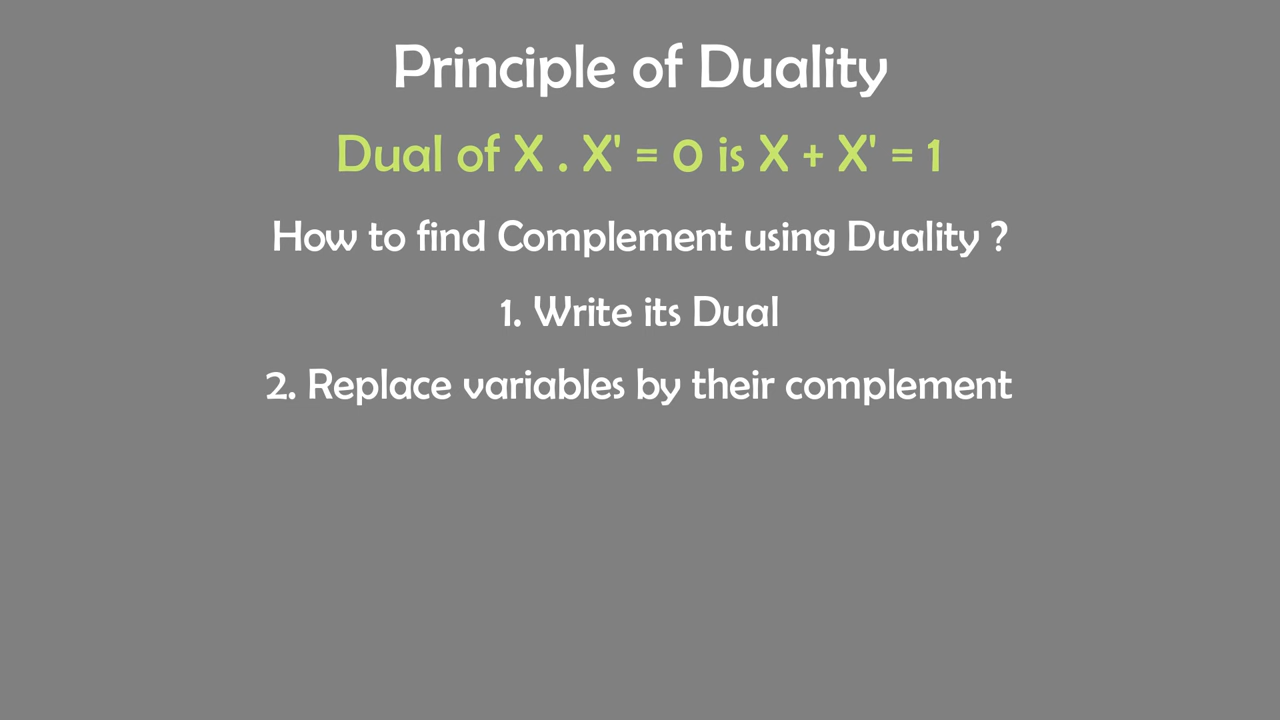 Principle of Duality
Dual of X . X' = 0 is X + X' = 1
How to find Complement using Duality ?
1. Write its Dual
2. Replace variables by their complement